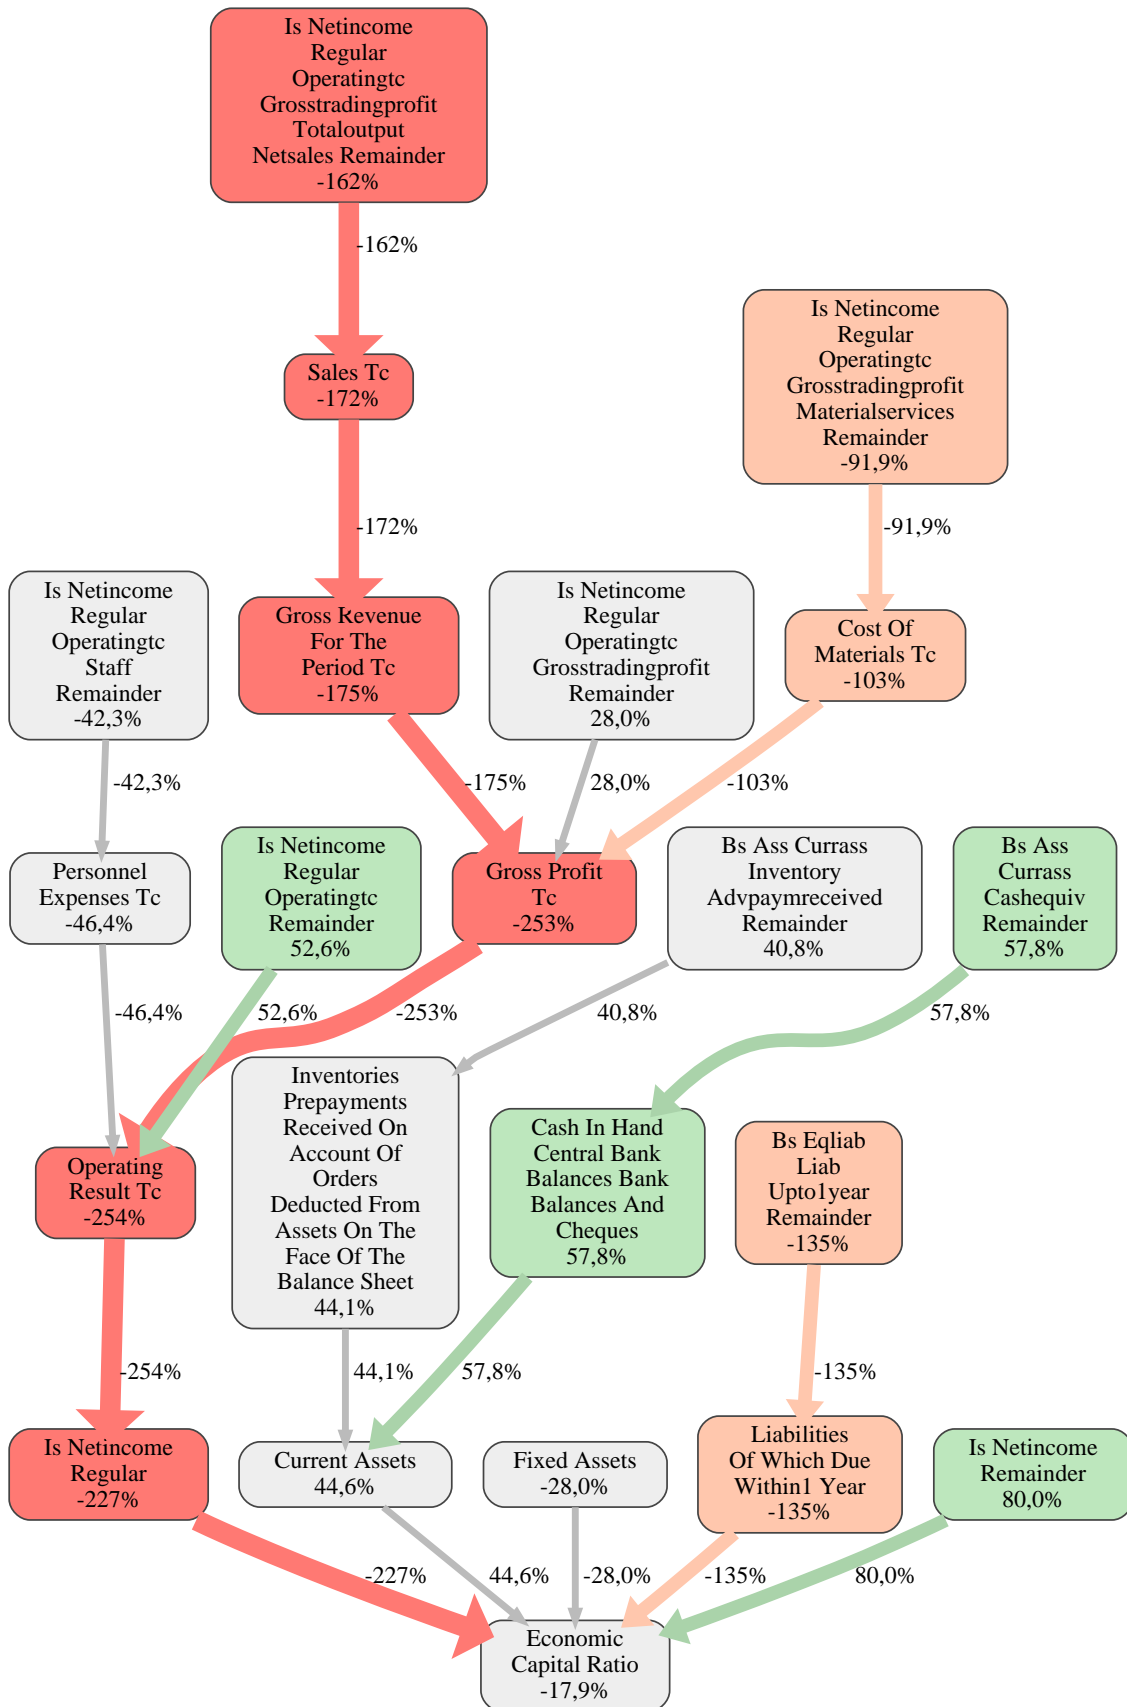 Is Netincome
Regular
Operatingtc
Grosstradingprofit
Totaloutput
Netsales Remainder
-162%
-162%
Sales Tc
-172%
Is Netincome
Regular
Operatingtc
Grosstradingprofit
Materialservices
Remainder
-91,9%
-172%
-91,9%
Is Netincome
Regular
Operatingtc
Staff
Remainder
-42,3%
Gross Revenue
For The
Period Tc
-175%
Is Netincome
Regular
Operatingtc
Grosstradingprofit
Remainder
28,0%
Cost Of
Materials Tc
-103%
-42,3%
-175%
28,0%
-103%
Personnel
Expenses Tc
-46,4%
Is Netincome
Regular
Operatingtc
Remainder
52,6%
Gross Profit
Tc
-253%
Bs Ass Currass
Inventory
Advpaymreceived
Remainder
40,8%
Bs Ass
Currass
Cashequiv
Remainder
57,8%
-46,4%
52,6%
-253%
40,8%
57,8%
Operating
Result Tc
-254%
Inventories
Prepayments
Received On
Account Of
Orders
Deducted From
Assets On The
Face Of The
Balance Sheet
44,1%
Cash In Hand
Central Bank
Balances Bank
Balances And
Cheques
57,8%
Bs Eqliab
Liab
Upto1year
Remainder
-135%
-254%
44,1%
57,8%
-135%
Is Netincome
Regular
-227%
Current Assets
44,6%
Fixed Assets
-28,0%
Liabilities
Of Which Due
Within1 Year
-135%
Is Netincome
Remainder
80,0%
-227%
44,6%
-28,0%
-135%
80,0%
Economic
Capital Ratio
-17,9%